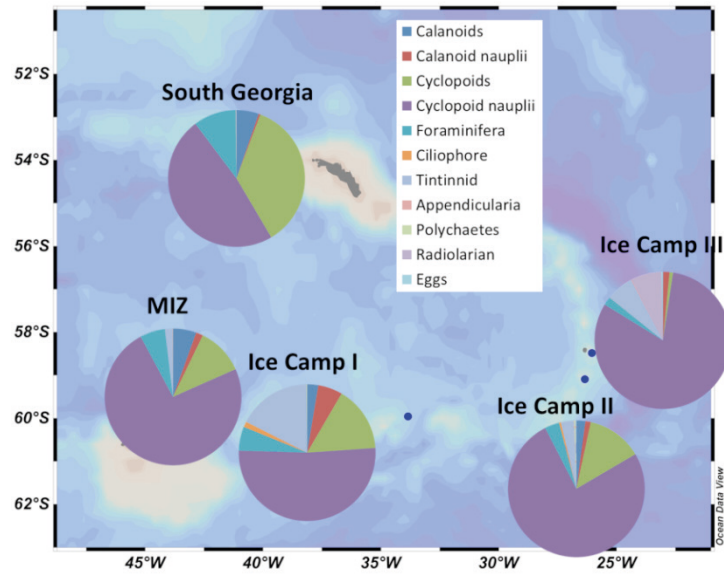 Calanoids
Calanoid nauplii
Cyclopoids
Cyclopoid nauplii
Foraminifera
Ciliophore
Tintinnid
Appendicularia
Polychaetes
Radiolarian
Eggs
South Georgia
MIZ
Ice Camp I
Ice Camp II
Ice Camp III
52°S
54°S
56°S
58°S
60°S
62°S
45°W
40°W
35°W
30°W
25°W
Ocean Data View